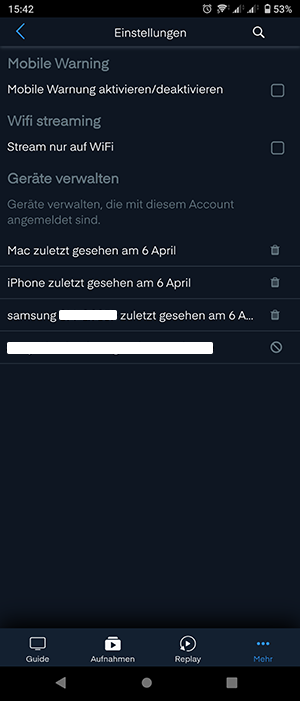 15:42
53%
Einstellungen
Mobile Warning
Mobile Warnung aktivieren/deaktivieren
Wifi streaming
Stream nur auf WiFi
Geräte verwalten
Geräte verwalten, die mit diesem Account
angemeldet sind.
Mac zuletzt gesehen am 6 April
iPhone zuletzt gesehen am 6 April
samsung zuletzt gesehen am 6 A...
Guide
Aufnahmen
Replay
Mehr